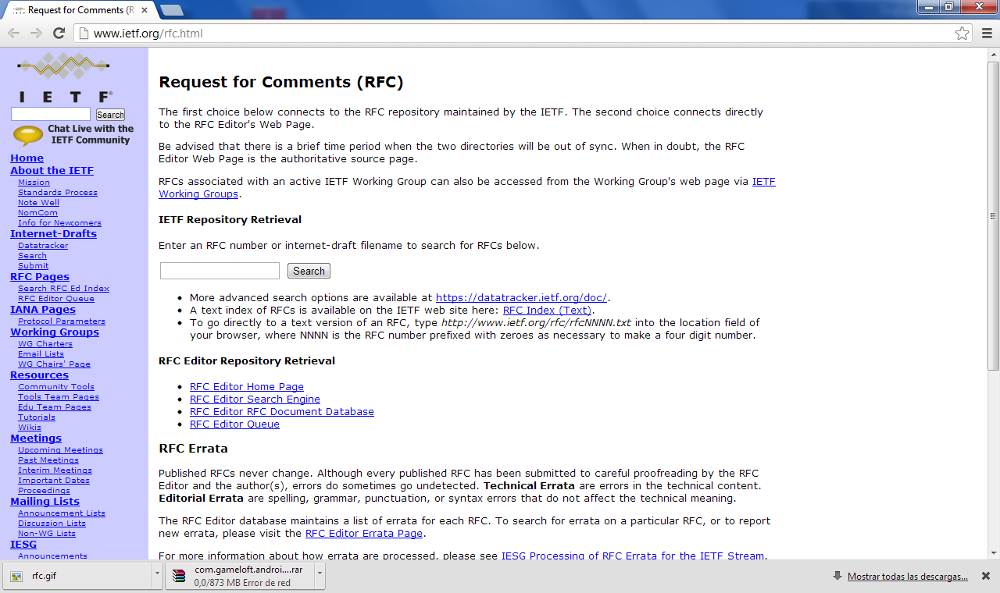 Request for Comments (R
www.ietf.org/rfc.html
I E T F®
Search
Chat Live with the
IETF Community
Home
About the IETF
Mission
Standards Process
Note Well
NomCom
Info for Newcomers
Internet-Drafts
Datatracker
Search
Submit
RFC Pages
Search RFC Ed Index
RFC Editor Queue
IANA Pages
Protocol Parameters
Working Groups
WG Charters
Email Lists
WG Chairs' Page
Resources
Community Tools
Tools Team Pages
Edu Team Pages
Tutorials
Wikis
Meetings
Upcoming Meetings
Past Meetings
Interim Meetings
Important Dates
Proceedings
Mailing Lists
Announcement Lists
Discussion Lists
Non-WG Lists
IESG
Announcements
Request for Comments (RFC)
The first choice below connects to the RFC repository maintained by the IETF. The second choice connects directly
to the RFC Editor's Web Page.
Be advised that there is a brief time period when the two directories will be out of sync. When in doubt, the RFC
Editor Web Page is the authoritative source page.
RFCs associated with an active IETF Working Group can also be accessed from the Working Group's web page via IETF
Working Groups.
IETF Repository Retrieval
Enter an RFC number or internet-draft filename to search for RFCs below.
Search
• More advanced search options are available at https://datatracker.ietf.org/doc/.
• A text index of RFCs is available on the IETF web site here: RFC Index (Text).
• To go directly to a text version of an RFC, type http://www.ietf.org/rfc/rfcNNNN.txt into the location field of
your browser, where NNNN is the RFC number prefixed with zeroes as necessary to make a four digit number.
RFC Editor Repository Retrieval
• RFC Editor Home Page
• RFC Editor Search Engine
• RFC Editor RFC Document Database
• RFC Editor Queue
RFC Errata
Published RFCs never change. Although every published RFC has been submitted to careful proofreading by the RFC
Editor and the author(s), errors do sometimes go undetected. Technical Errata are errors in the technical content.
Editorial Errata are spelling, grammar, punctuation, or syntax errors that do not affect the technical meaning.
The RFC Editor database maintains a list of errata for each RFC. To search for errata on a particular RFC, or to report
new errata, please visit the RFC Editor Errata Page.
For more information about how errata are processed, please see IESG Processing of RFC Errata for the IETF Stream.
rfc.gif
com.gameloft.androi....rar
0,0/873 MB Error de red
Mostrar todas las descargas...